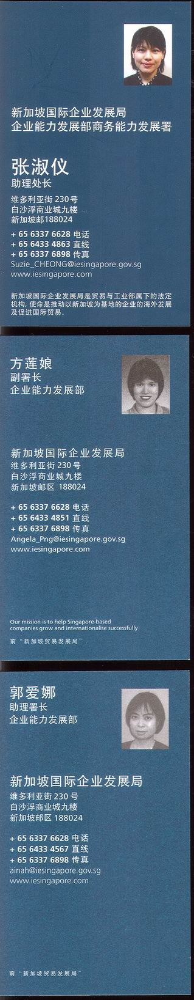 新加坡国际企业发展局
企业能力发展部商务能力发展署
张淑仪
助理处长
维多利亚街 230号
白沙浮商业城九楼
新加坡邮188024
+ 65 6337 6628 电话
+ 65 6433 4863 直线
+ 65 6337 6898 传真
Suzie_CHEONG@iesingapore.gov.sg
www.iesingapore.com
新加坡国际企业发展局是贸易与工业部属下的法定
机构, 使命是推动以新加坡为基地的企业的海外发展
及促进国际贸易。
方莲娘
副署长
企业能力发展部
新加坡国际企业发展局
维多利亚街 230 号
白沙浮商业城九楼
新加坡邮区 188024
+ 65 6337 6628 电话
+ 65 6433 4851 直线
+ 65 6337 6898 传真
Angela_Png@iesingapore.gov.sg
www.iesingapore.com
Our mission is to help Singapore-based
companies grow and internationalise successfully
前 “新加坡贸易发展局”
郭爱娜
助理署长
企业能力发展部
新加坡国际企业发展局
维多利亚街 230 号
白沙浮商业城九楼
新加坡邮区 188024
+ 65 6337 6628 电话
+ 65 6433 4567 直线
+ 65 6337 6898 传真
ainah@iesingapore.gov.sg
www.iesingapore.com
前 “新加坡贸易发展局”